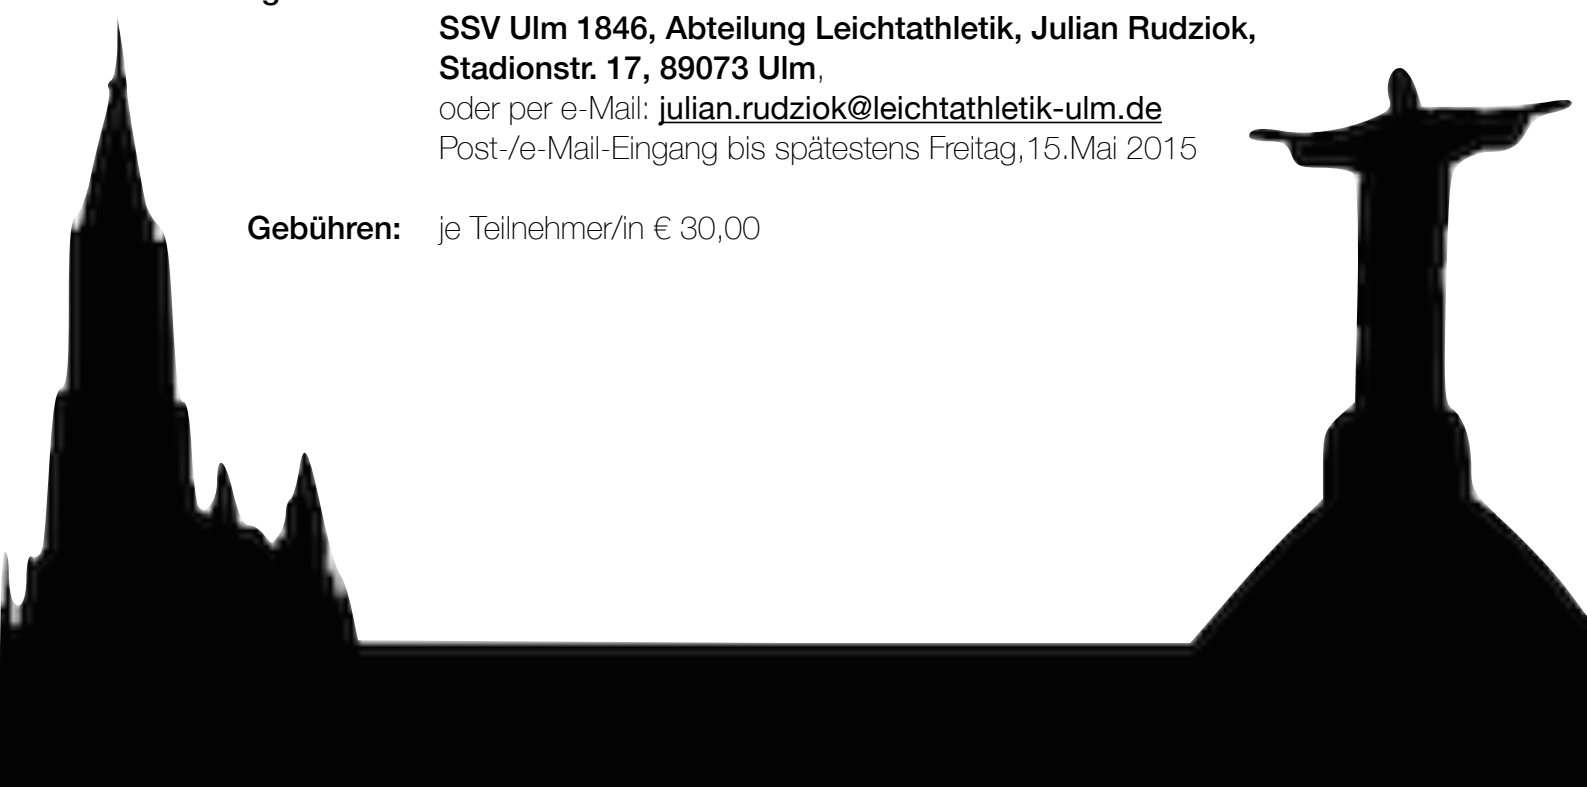 SSV Ulm 1846, Abteilung Leichtathletik, Julian Rudziok,
Stadionstr. 17, 89073 Ulm,
oder per e-Mail: julian.rudziok@leichtathletik-ulm.de
Post-/e-Mail-Eingang bis spätestens Freitag,15.Mai 2015
Gebühren: je Teilnehmer/in € 30,00